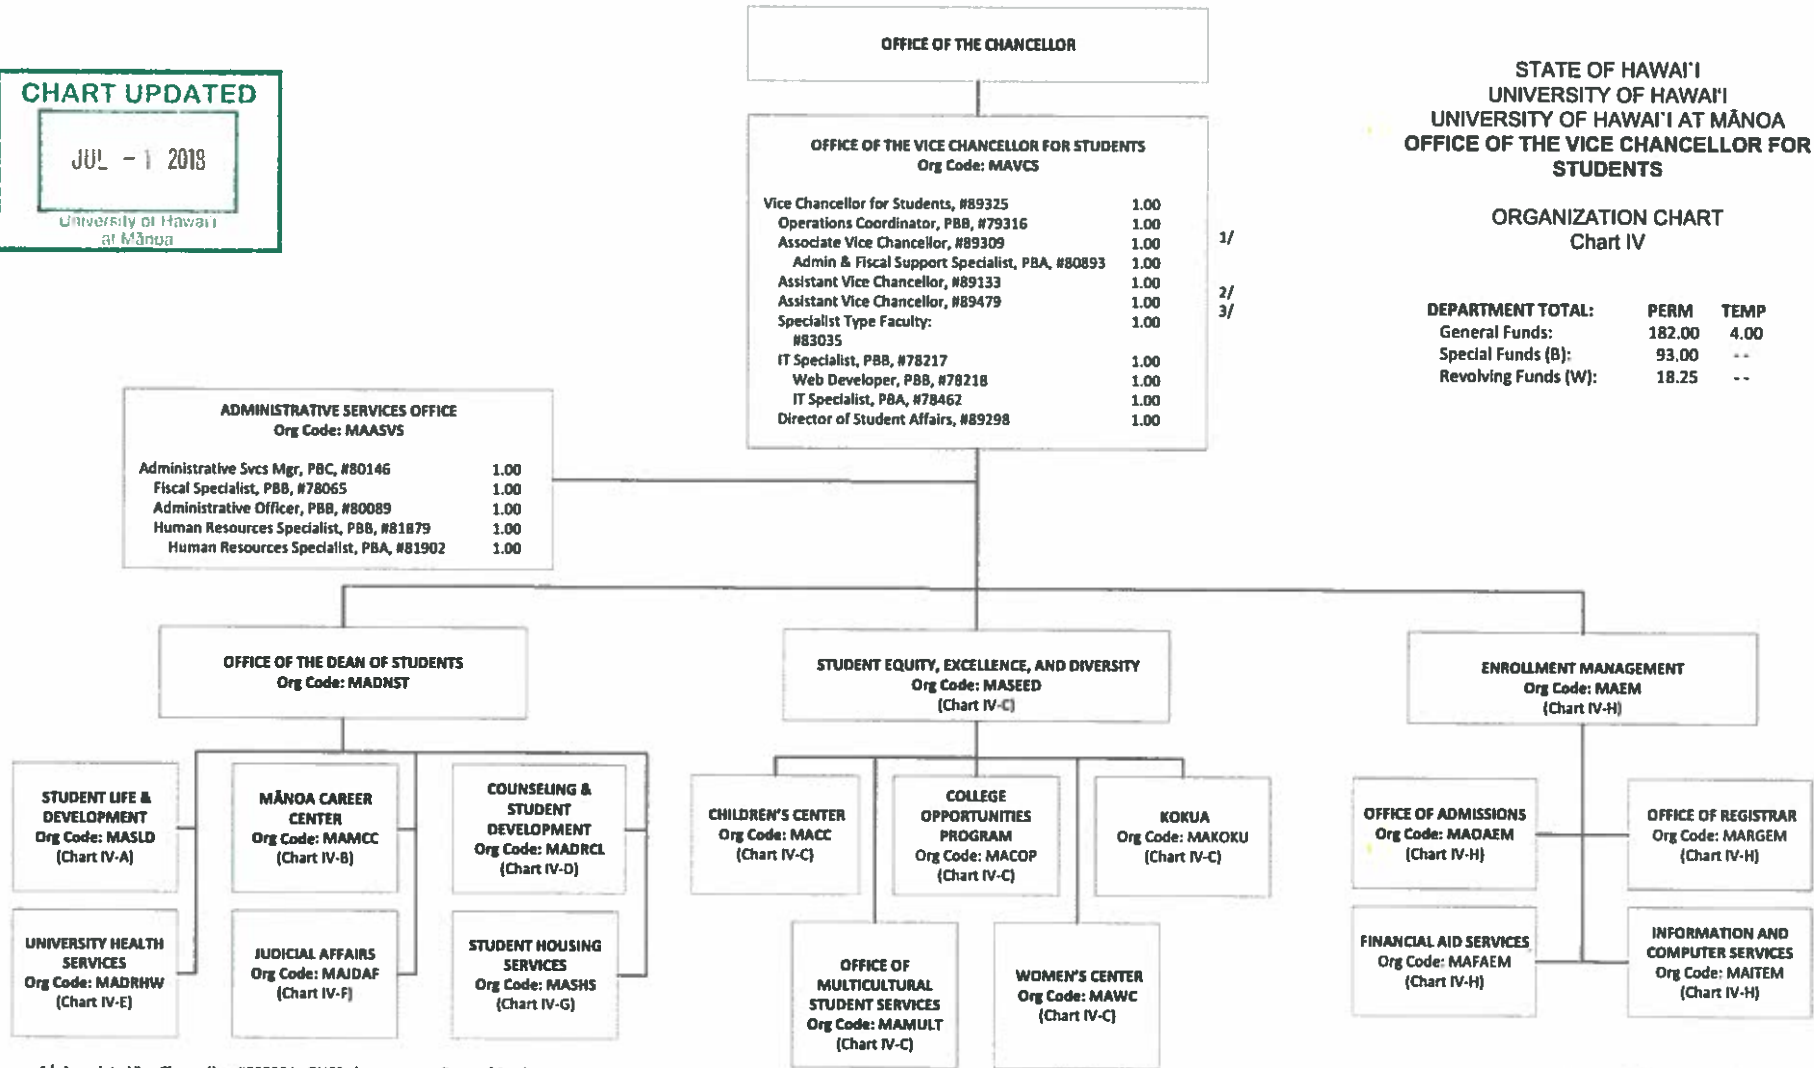 OFFICE OF THE CHANCELLOR
CHART UPDATED
JUL - 1 2018
University of Hawai'i
at Mānoa
STATE OF HAWAI'I
UNIVERSITY OF HAWAI'I
UNIVERSITY OF HAWAI'I AT MĀNOA
OFFICE OF THE VICE CHANCELLOR FOR
STUDENTS
ORGANIZATION CHART
Chart IV
DEPARTMENT TOTAL: PERM TEMP
General Funds: 182.00 4.00
Special Funds (B): 93.00 --
Revolving Funds (W): 18.25 --
OFFICE OF THE VICE CHANCELLOR FOR STUDENTS
Org Code: MAVCS
Vice Chancellor for Students, #89325 1.00
Operations Coordinator, PBB, #79316 1.00
Associate Vice Chancellor, #89309 1.00 1/
Admin & Fiscal Support Specialist, PBA, #80893 1.00
Assistant Vice Chancellor, #89133 1.00 2/
Assistant Vice Chancellor, #89479 1.00 3/
Specialist Type Faculty: 1.00
#83035
IT Specialist, PBB, #78217 1.00
Web Developer, PBB, #78218 1.00
IT Specialist, PBA, #78462 1.00
Director of Student Affairs, #89298 1.00
ADMINISTRATIVE SERVICES OFFICE
Org Code: MAASVS
Administrative Svcs Mgr, PBC, #80146 1.00
Fiscal Specialist, PBB, #78065 1.00
Administrative Officer, PBB, #80089 1.00
Human Resources Specialist, PBB, #81879 1.00
Human Resources Specialist, PBA, #81902 1.00
OFFICE OF THE DEAN OF STUDENTS
Org Code: MADNST
STUDENT EQUITY, EXCELLENCE, AND DIVERSITY
Org Code: MASEED
(Chart IV-C)
ENROLLMENT MANAGEMENT
Org Code: MAEM
(Chart IV-H)
STUDENT LIFE &
DEVELOPMENT
Org Code: MASLD
(Chart IV-A)
MĀNOA CAREER
CENTER
Org Code: MAMCC
(Chart IV-B)
COUNSELING &
STUDENT
DEVELOPMENT
Org Code: MADRCL
(Chart IV-D)
UNIVERSITY HEALTH
SERVICES
Org Code: MADRHW
(Chart IV-E)
JUDICIAL AFFAIRS
Org Code: MAJDAF
(Chart IV-F)
STUDENT HOUSING
SERVICES
Org Code: MASHS
(Chart IV-G)
CHILDREN'S CENTER
Org Code: MACC
(Chart IV-C)
COLLEGE
OPPORTUNITIES
PROGRAM
Org Code: MACOP
(Chart IV-C)
KOKUA
Org Code: MAKOKU
(Chart IV-C)
OFFICE OF
MULTICULTURAL
STUDENT SERVICES
Org Code: MAMULT
(Chart IV-C)
WOMEN'S CENTER
Org Code: MAWC
(Chart IV-C)
OFFICE OF ADMISSIONS
Org Code: MAOAEM
(Chart IV-H)
OFFICE OF REGISTRAR
Org Code: MARGEM
(Chart IV-H)
FINANCIAL AID SERVICES
Org Code: MAFAEM
(Chart IV-H)
INFORMATION AND
COMPUTER SERVICES
Org Code: MAITEM
(Chart IV-H)